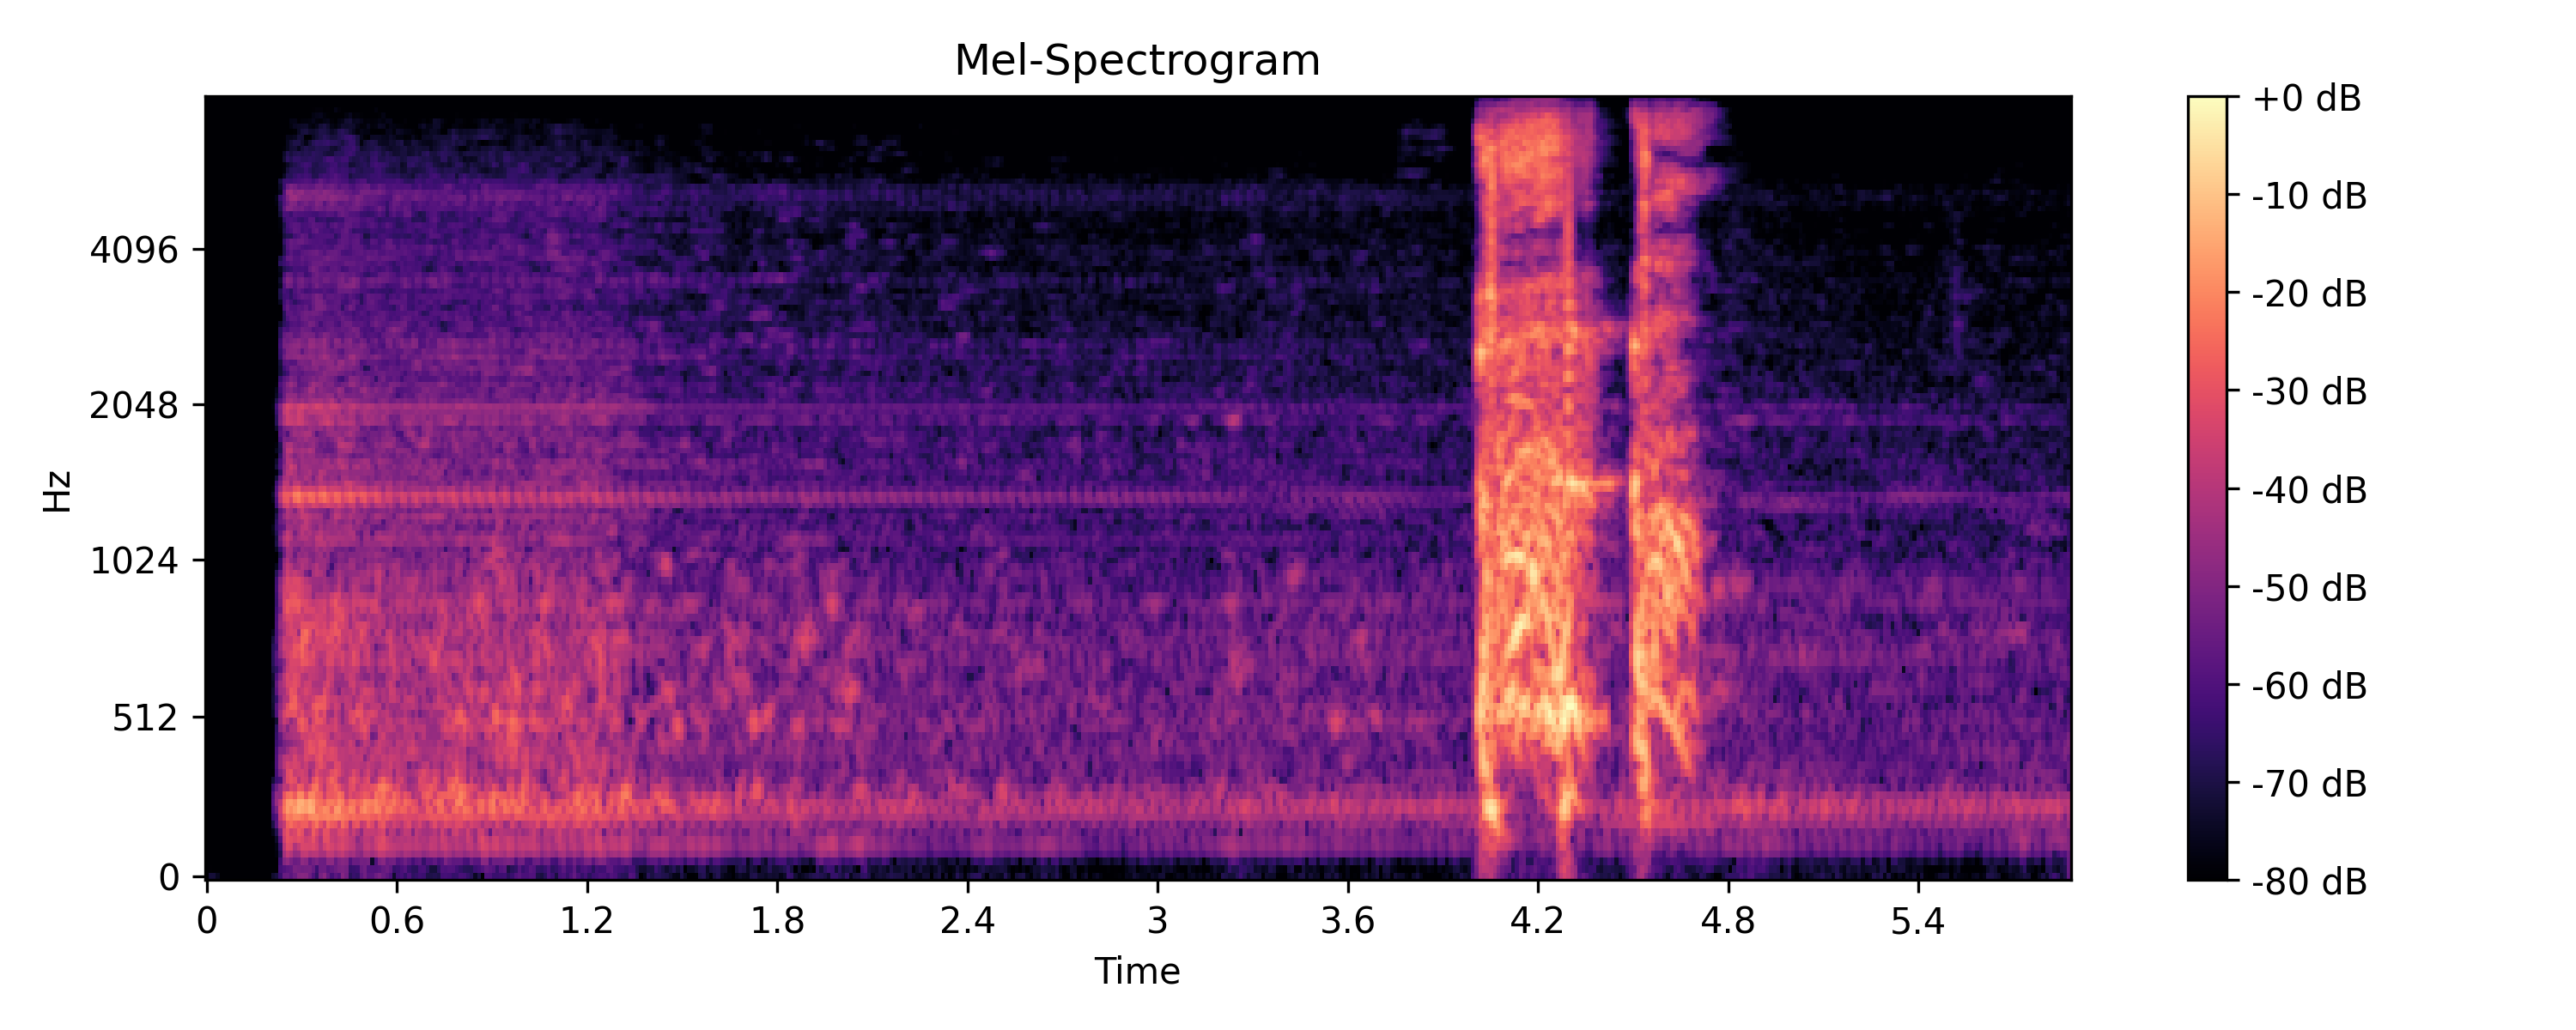 Mel-Spectrogram
+0 dB
-10 dB
-20 dB
-30 dB
-40 dB
-50 dB
-60 dB
-70 dB
-80 dB
Hz
4096
2048
1024
512
0
0 0.6 1.2 1.8 2.4 3 3.6 4.2 4.8 5.4
Time